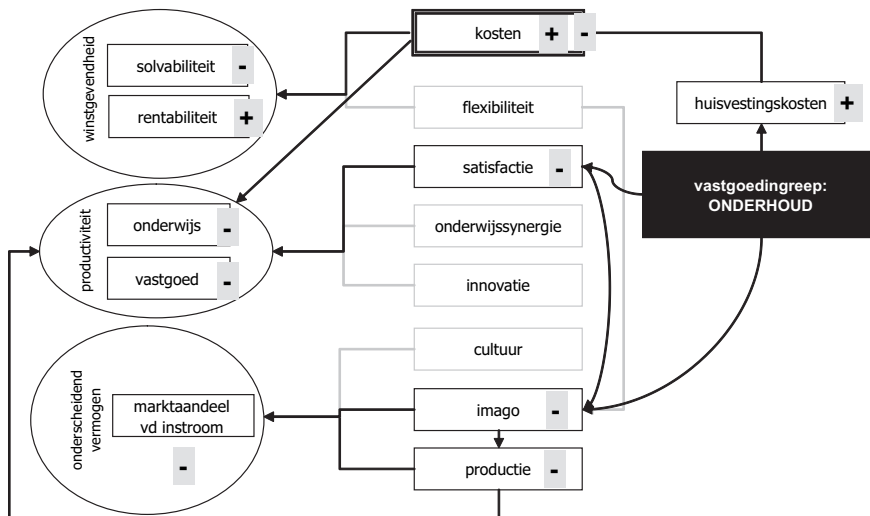 winstgevendheid
solvabiliteit -
rentabiliteit +
kosten + -
flexibiliteit
huisvestingskosten +
satisfactie -
vastgoedingreep:
ONDERHOUD
productiviteit
onderwijs -
vastgoed -
onderwijssynergie
innovatie
cultuur
onderscheidend
vermogen
marktaandeel
vd instroom
-
imago -
productie -